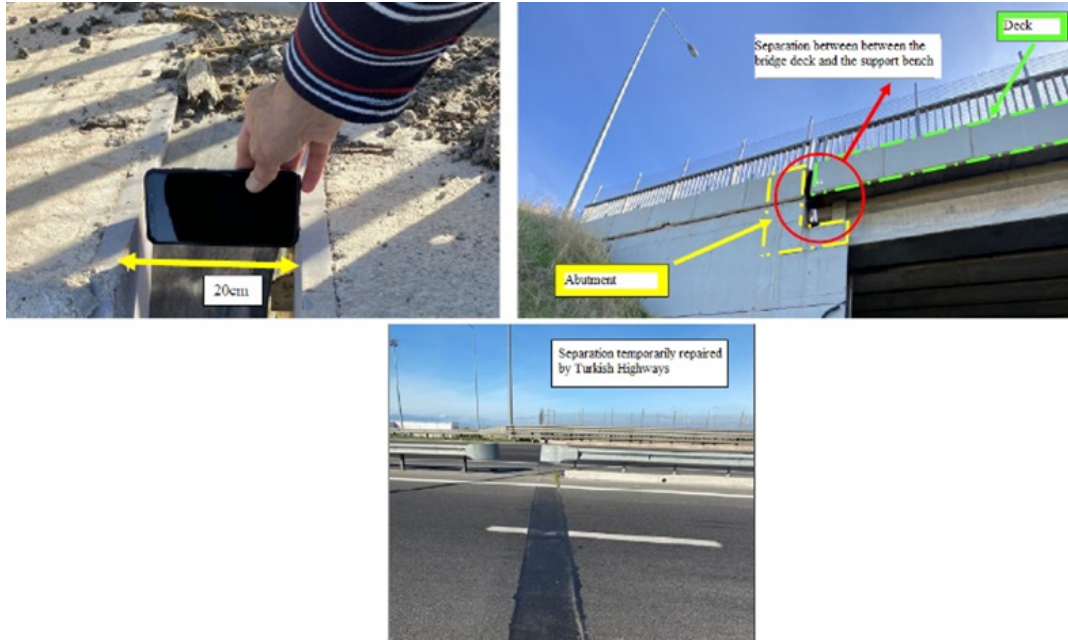 20cm
Separation between between the
bridge deck and the support bench
Deck
Abutment
Separation temporarily repaired
by Turkish Highways